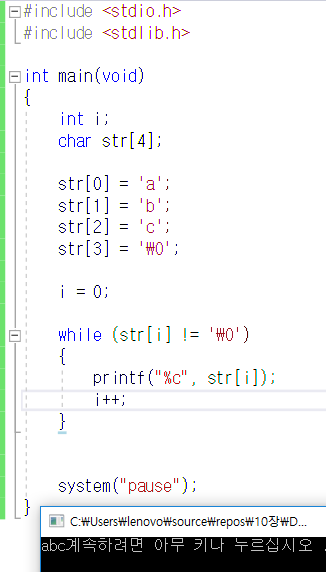 #include <stdio.h>
#include <stdlib.h>
int main(void)
{
int i;
char str[4];
str[0] = 'a';
str[1] = 'b';
str[2] = 'c';
str[3] = '₩0';
i = 0;
while (str[i] != '₩0')
{
printf("%c", str[i]);
i++;
}
system("pause");
}
C:₩Users₩lenovo₩source₩repos₩10장₩D...
abc계속하려면 아무 키나 누르십시오 .